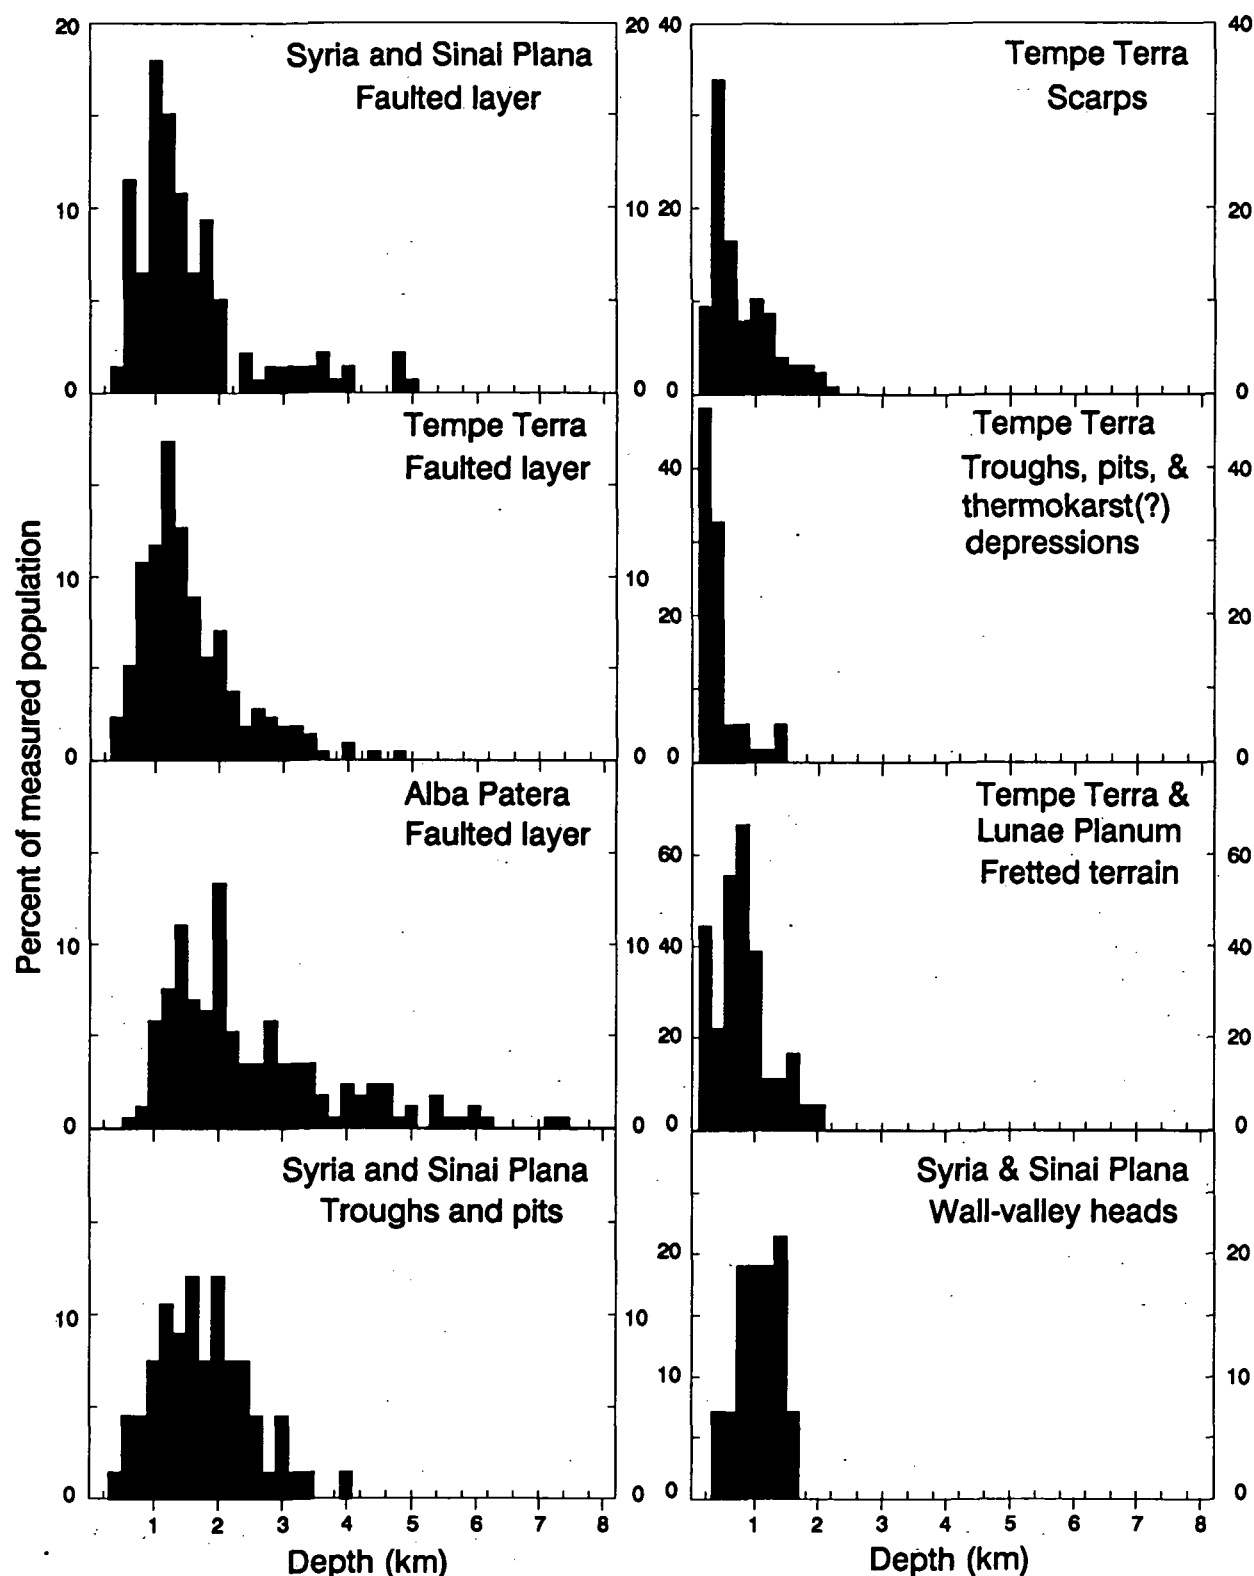 Percent of measured population
20
10
0
Syria and Sinai Plana
Faulted layer
20
10
0
10
0
Tempe Terra
Faulted layer
10
0
10
0
Alba Patera
Faulted layer
10
0
10
0
Syria and Sinai Plana
Troughs and pits
10
0
1 2 3 4 5 6 7 8
Depth (km)
40
20
0
Tempe Terra
Scarps
40
20
0
40
20
0
Tempe Terra
Troughs, pits, &
thermokarst(?)
depressions
40
20
0
60
40
20
0
Tempe Terra &
Lunae Planum
Fretted terrain
60
40
20
0
20
10
0
Syria & Sinai Plana
Wall-valley heads
20
10
0
1 2 3 4 5 6 7 8
Depth (km)